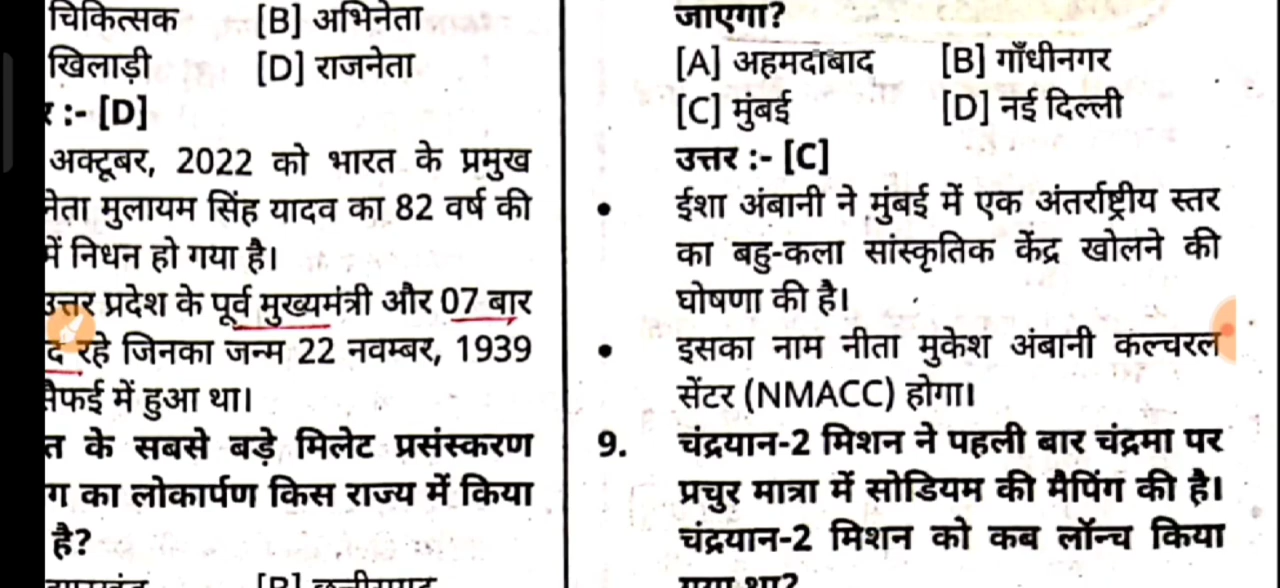 चिकित्सक [B] अभिनेता
खिलाड़ी [D] राजनेता
:- [D]
अक्टूबर, 2022 को भारत के प्रमुख
नेता मुलायम सिंह यादव का 82 वर्ष की
में निधन हो गया है।
उत्तर प्रदेश के पूर्व मुख्यमंत्री और 07 बार
रहे जिनका जन्म 22 नवम्बर, 1939
सैफई में हुआ था।
के सबसे बड़े मिलेट प्रसंस्करण
का लोकार्पण किस राज्य में किया
है?
[B]
जाएगा?
[A] अहमदाबाद [B] गाँधीनगर
[C] मुंबई [D] नई दिल्ली
उत्तर :- [C]
• ईशा अंबानी ने मुंबई में एक अंतर्राष्ट्रीय स्तर
का बहु-कला सांस्कृतिक केंद्र खोलने की
घोषणा की है।
• इसका नाम नीता मुकेश अंबानी कल्चरल
सेंटर (NMACC) होगा।
9. चंद्रयान-2 मिशन ने पहली बार चंद्रमा पर
प्रचुर मात्रा में सोडियम की मैपिंग की है।
चंद्रयान-2 मिशन को कब लॉन्च किया
गया था?